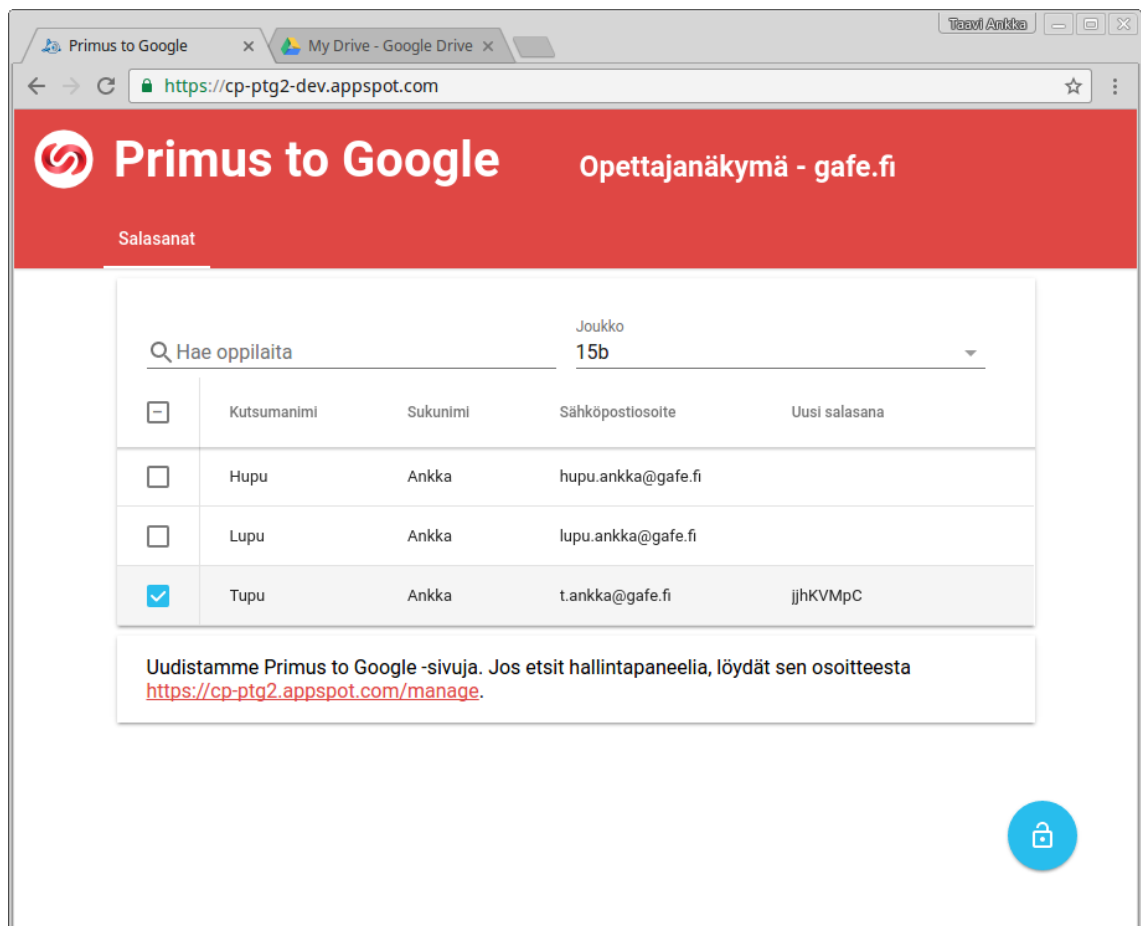 Taavi Ankka
Primus to Google
My Drive - Google Drive
https://cp-ptg2-dev.appspot.com
Primus to Google
Opettajanäkymä - gafe.fi
Salasanat
Hae oppilaita
Joukko
15b
Kutsumanimi Sukunimi Sähköpostiosoite Uusi salasana
Hupu Ankka hupu.ankka@gafe.fi
Lupu Ankka lupu.ankka@gafe.fi
Tupu Ankka t.ankka@gafe.fi jjhKVMpC
Uudistamme Primus to Google -sivuja. Jos etsit hallintapaneelia, löydät sen osoitteesta
https://cp-ptg2.appspot.com/manage.